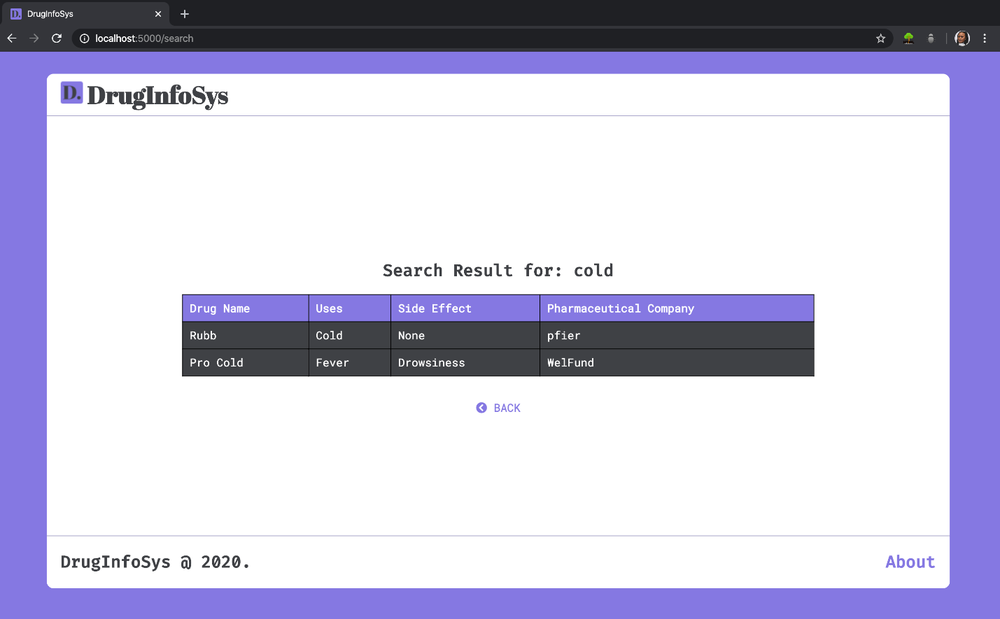 D. DrugInfoSys
localhost:5000/search
D. DrugInfoSys
Search Result for: cold
Drug Name Uses Side Effect Pharmaceutical Company
Rubb Cold None pfier
Pro Cold Fever Drowsiness WelFund
BACK
DrugInfoSys @ 2020. About